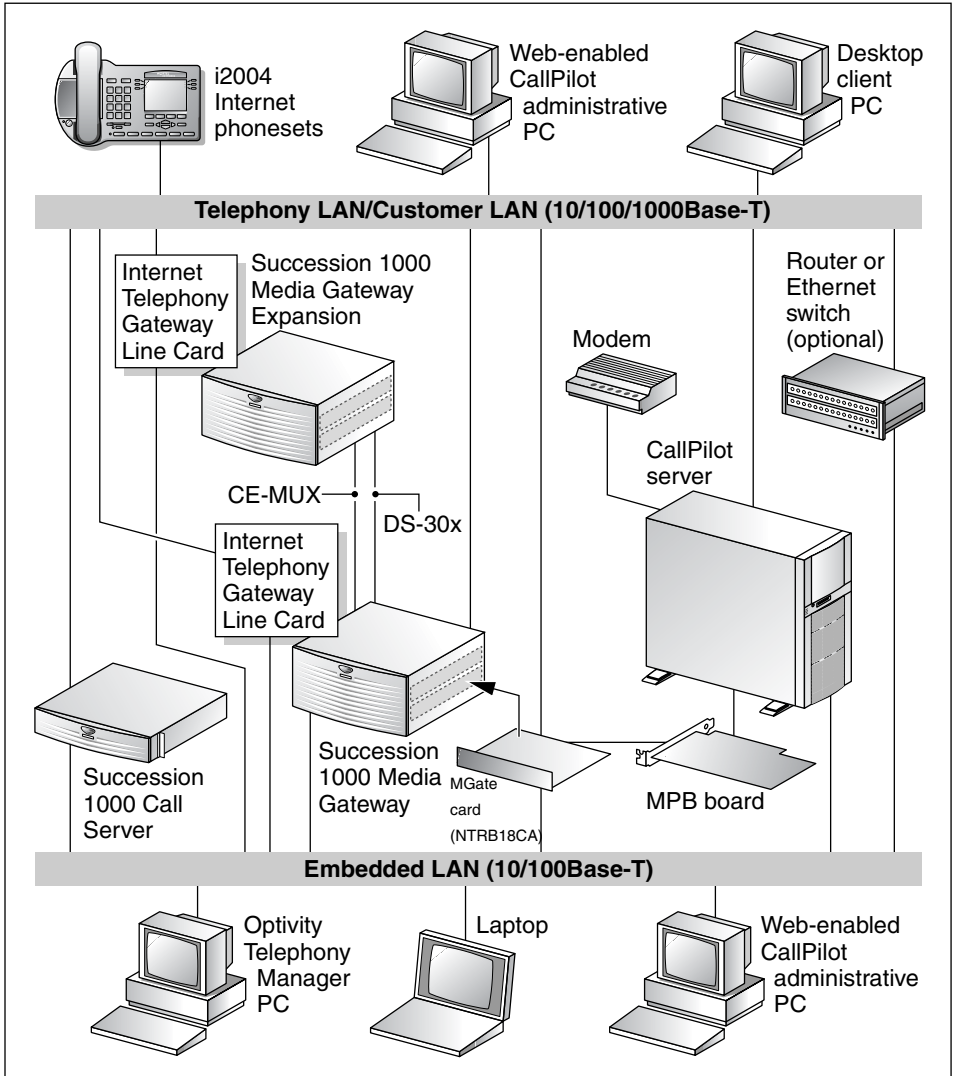 i2004
Internet
phonesets
Web-enabled
CallPilot
administrative
PC
Desktop
client
PC
Telephony LAN/Customer LAN (10/100/1000Base-T)
Internet
Telephony
Gateway
Line Card
Succession 1000
Media Gateway
Expansion
Modem
Router or
Ethernet
switch
(optional)
CallPilot
server
CE-MUX
DS-30x
Internet
Telephony
Gateway
Line Card
Succession
1000 Call
Server
Succession
1000 Media
Gateway
MGate
card
(NTRB18CA)
MPB board
Embedded LAN (10/100Base-T)
Optivity
Telephony
Manager
PC
Laptop
Web-enabled
CallPilot
administrative
PC